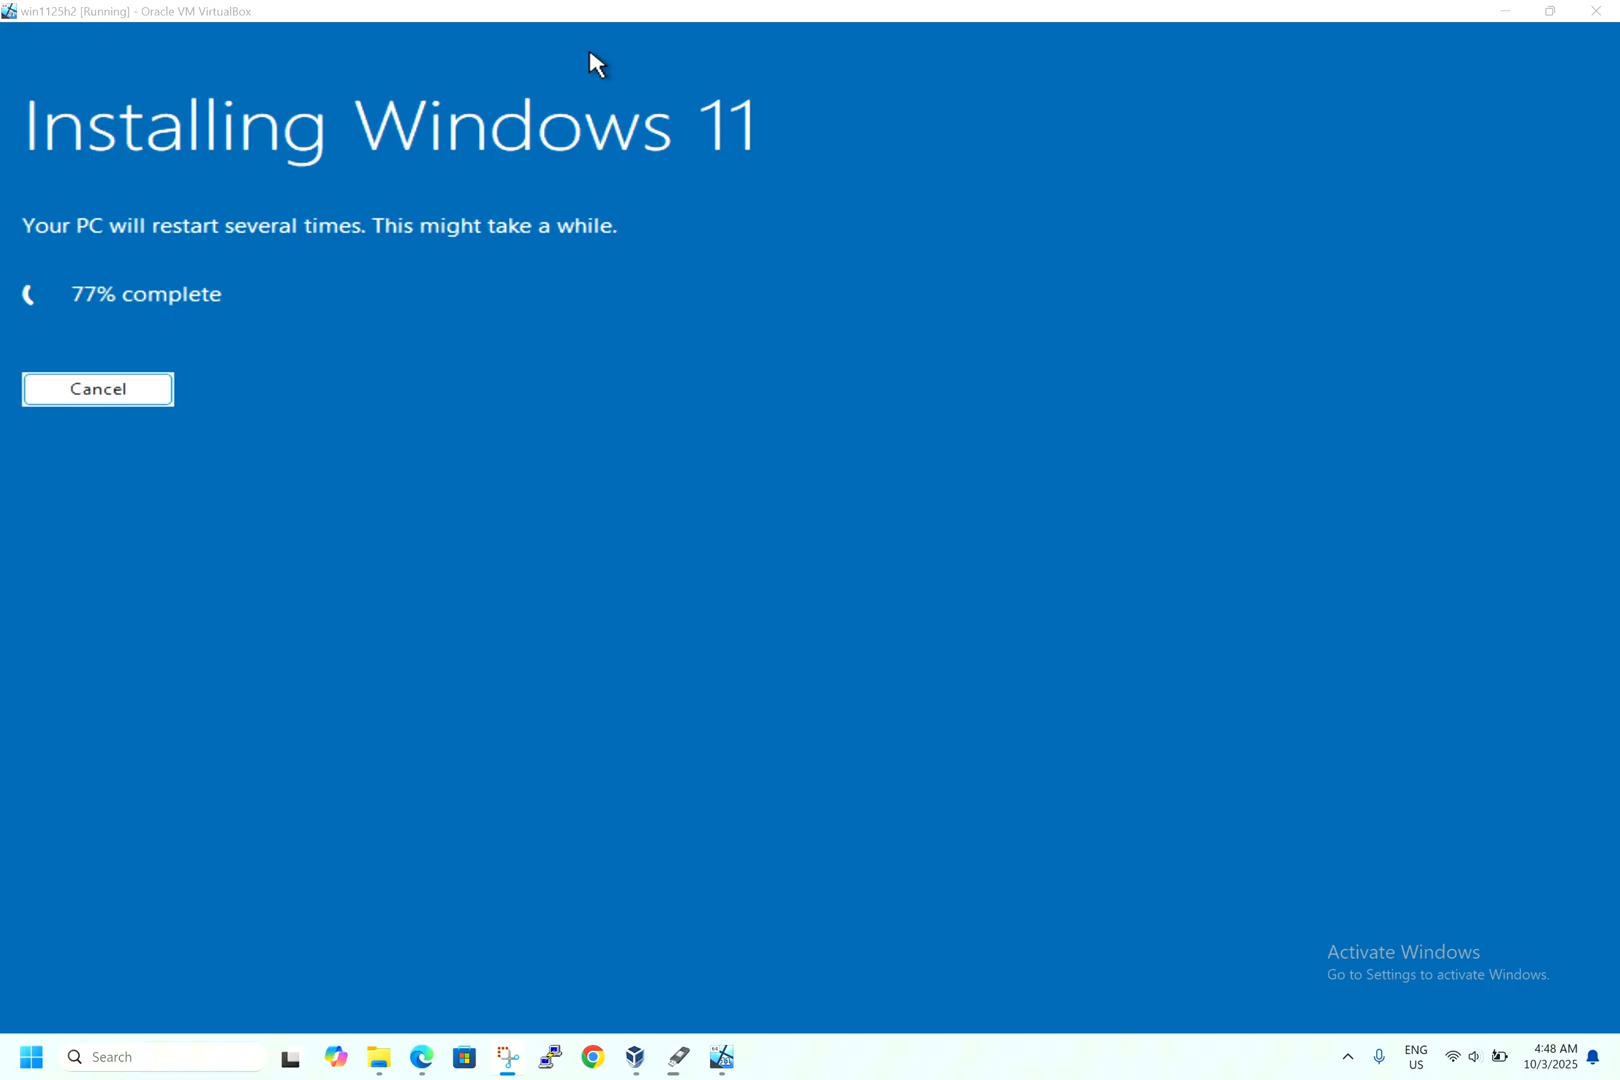 win1125h2 [Running] - Oracle VM VirtualBox
Installing Windows 11
Your PC will restart several times. This might take a while.
77% complete
Cancel
Activate Windows
Go to Settings to activate Windows.
Search
ENG
US
4:48 AM
10/3/2025